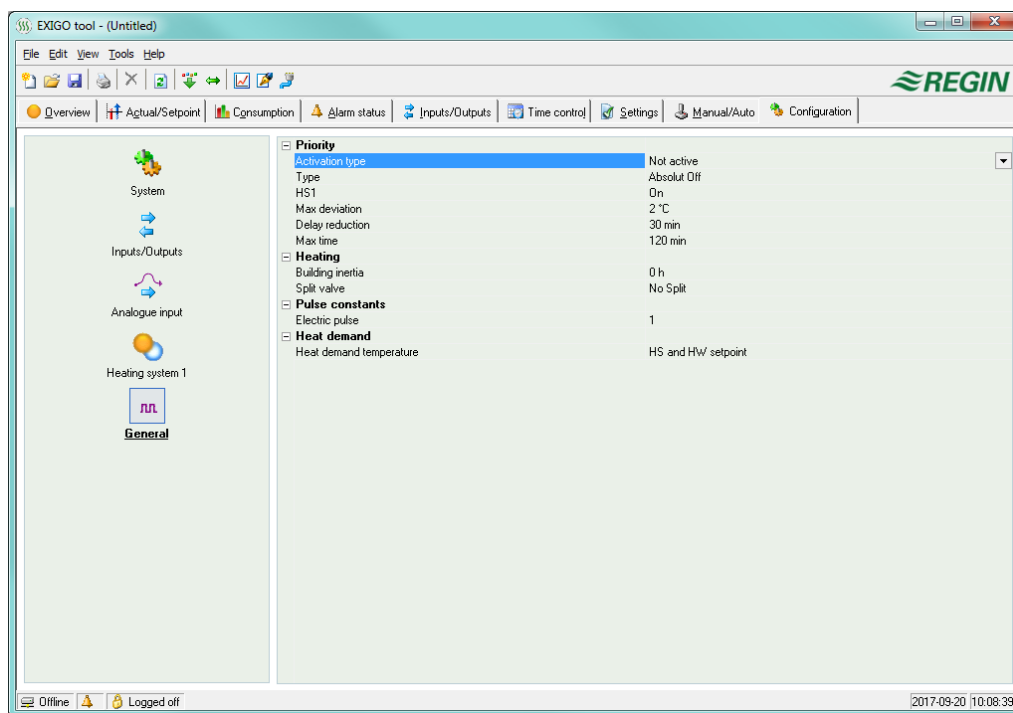 EXIGO tool - (Untitled)
File Edit View Tools Help
REGIN
Overview Actual/Setpoint Consumption Alarm status Inputs/Outputs Time control Settings Manual/Auto Configuration
System
Inputs/Outputs
Analogue input
Heating system 1
General
Priority
Activation type Not active
Type Absolut Off
HS1 On
Max deviation 2 °C
Delay reduction 30 min
Max time 120 min
Heating
Building inertia 0 h
Split valve No Split
Pulse constants
Electric pulse 1
Heat demand
Heat demand temperature HS and HW setpoint
Offline Logged off 2017-09-20 10:08:39